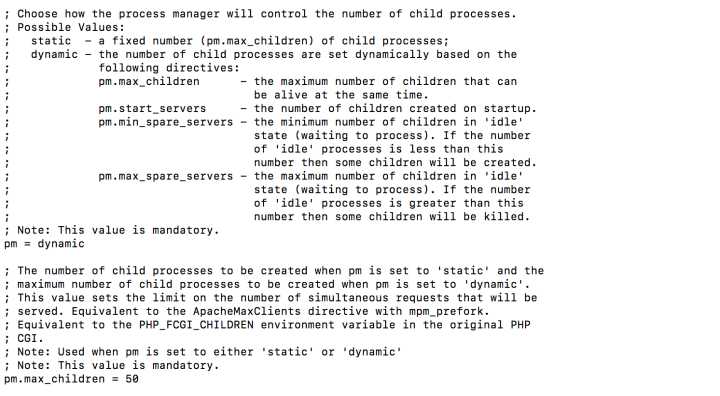 ; Choose how the process manager will control the number of child processes.
; Possible Values:
;   static  - a fixed number (pm.max_children) of child processes;
;   dynamic - the number of child processes are set dynamically based on the
;             following directives:
;             pm.max_children      - the maximum number of children that can
;                                    be alive at the same time.
;             pm.start_servers     - the number of children created on startup.
;             pm.min_spare_servers - the minimum number of children in 'idle'
;                                    state (waiting to process). If the number
;                                    of 'idle' processes is less than this
;                                    number then some children will be created.
;             pm.max_spare_servers - the maximum number of children in 'idle'
;                                    state (waiting to process). If the number
;                                    of 'idle' processes is greater than this
;                                    number then some children will be killed.
; Note: This value is mandatory.
pm = dynamic

; The number of child processes to be created when pm is set to 'static' and the
; maximum number of child processes to be created when pm is set to 'dynamic'.
; This value sets the limit on the number of simultaneous requests that will be
; served. Equivalent to the ApacheMaxClients directive with mpm_prefork.
; Equivalent to the PHP_FCGI_CHILDREN environment variable in the original PHP
; CGI.
; Note: Used when pm is set to either 'static' or 'dynamic'
; Note: This value is mandatory.
pm.max_children = 50